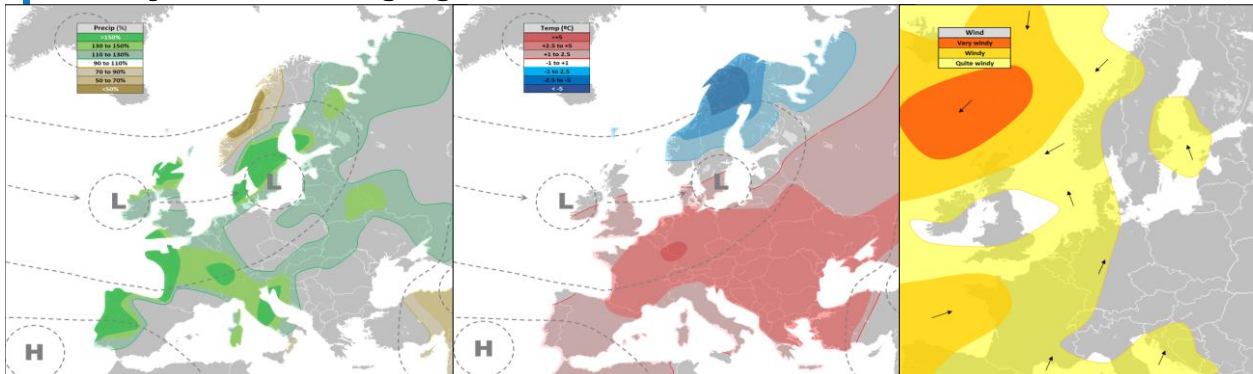 Precip (%)
>150%
130 to 150%
110 to 130%
90 to 110%
70 to 90%
50 to 70%
<50%
L
L
H
Temp (ºC)
>+5
+2.5 to +5
+1 to 2.5
-1 to +1
-1 to 2.5
-2.5 to -5
< -5
L
L
H
Wind
Very windy
Windy
Quite windy